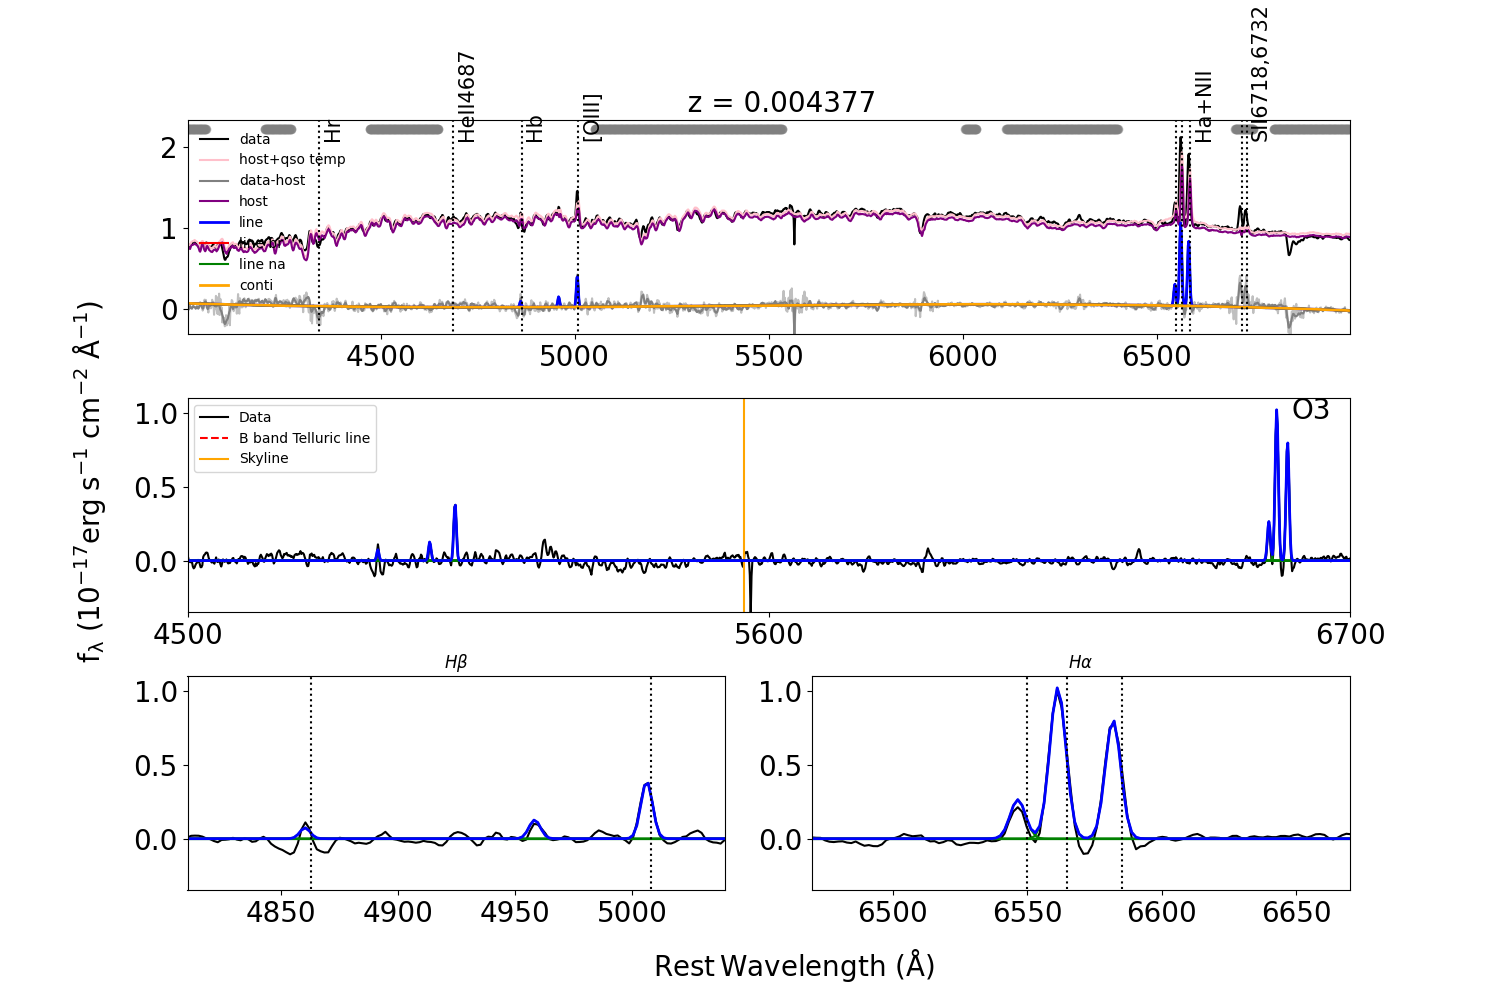 z = 0.004377
Hr
HeII4687
Hb
[OIII]
Ha+NII
SII6718,6732
data
host+qso temp
data-host
host
line
line na
conti
2
1
0
4500 5000 5500 6000 6500
fλ (10⁻¹⁷erg s⁻¹ cm⁻² Å⁻¹)
Data
B band Telluric line
Skyline
O3
1.0
0.5
0.0
4500 5600 6700
Hβ
1.0
0.5
0.0
4850 4900 4950 5000
Hα
1.0
0.5
0.0
6500 6550 6600 6650
Rest Wavelength (Å)